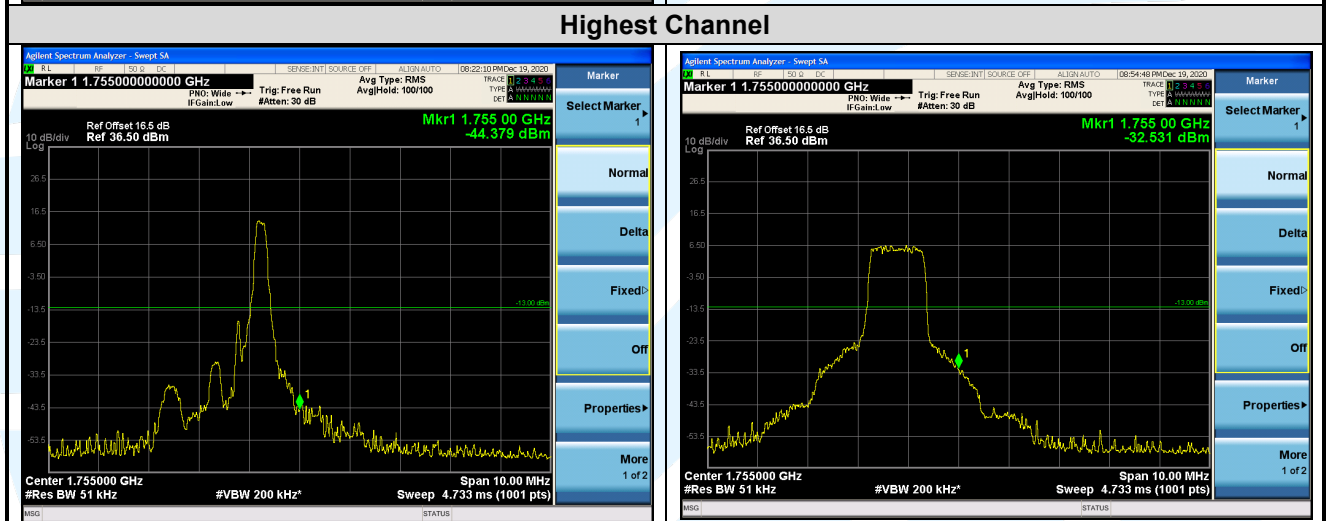 Highest Channel
Agilent Spectrum Analyzer - Swept SA
RL RF 50 Ω DC SENSE:INT SOURCE OFF ALIGN AUTO 08:22:10 PM Dec 19, 2020
Marker 1 1.755000000000 GHz
PNO: Wide
IFGain:Low
Trig: Free Run
#Atten: 30 dB
Avg Type: RMS
Avg|Hold: 100/100
TRACE 1 2 3 4 5 6
TYPE A
DET A N N N N N
Mkr1 1.755 00 GHz
-44.379 dBm
Ref Offset 16.5 dB
10 dB/div Ref 36.50 dBm
Log
26.5
16.5
6.50
-3.50
-13.00 dBm
-13.5
-23.5
-33.5
1
-43.5
-53.5
Center 1.755000 GHz Span 10.00 MHz
#Res BW 51 kHz #VBW 200 kHz* Sweep 4.733 ms (1001 pts)
MSG STATUS
Marker
Select Marker
1
Normal
Delta
Fixed
Off
Properties
More
1 of 2
Agilent Spectrum Analyzer - Swept SA
RL RF 50 Ω DC SENSE:INT SOURCE OFF ALIGN AUTO 08:54:48 PM Dec 19, 2020
Marker 1 1.755000000000 GHz
PNO: Wide
IFGain:Low
Trig: Free Run
#Atten: 30 dB
Avg Type: RMS
Avg|Hold: 100/100
TRACE 1 2 3 4 5 6
TYPE A
DET A N N N N N
Mkr1 1.755 00 GHz
-32.531 dBm
Ref Offset 16.5 dB
10 dB/div Ref 36.50 dBm
Log
26.5
16.5
6.50
-3.50
-13.00 dBm
-13.5
-23.5
1
-33.5
-43.5
-53.5
Center 1.755000 GHz Span 10.00 MHz
#Res BW 51 kHz #VBW 200 kHz* Sweep 4.733 ms (1001 pts)
MSG STATUS
Marker
Select Marker
1
Normal
Delta
Fixed
Off
Properties
More
1 of 2